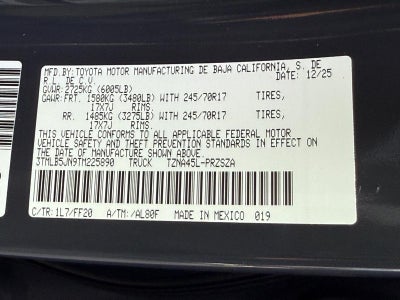 MFD.BY:TOYOTA MOTOR MANUFACTURING DE BAJA CALIFORNIA, S. DE
R.L. DE C.V. DATE: 12/25
GVWR:2725KG (6005LB)
GAWR:FRT. 1580KG (3480LB) WITH 245/70R17 TIRES,
17X7J RIMS.
RR. 1485KG (3275LB) WITH 245/70R17 TIRES,
17X7J RIMS.
THIS VEHICLE CONFORMS TO ALL APPLICABLE FEDERAL MOTOR
VEHICLE SAFETY AND THEFT PREVENTION STANDARDS IN EFFECT
ON THE DATE OF MANUFACTURE SHOWN ABOVE.
3TMLB5JN9TM225890 TRUCK TZNA45L-PRZSZA
C/TR:1L7/FF20 A/TM:/AL80F MADE IN MEXICO 019